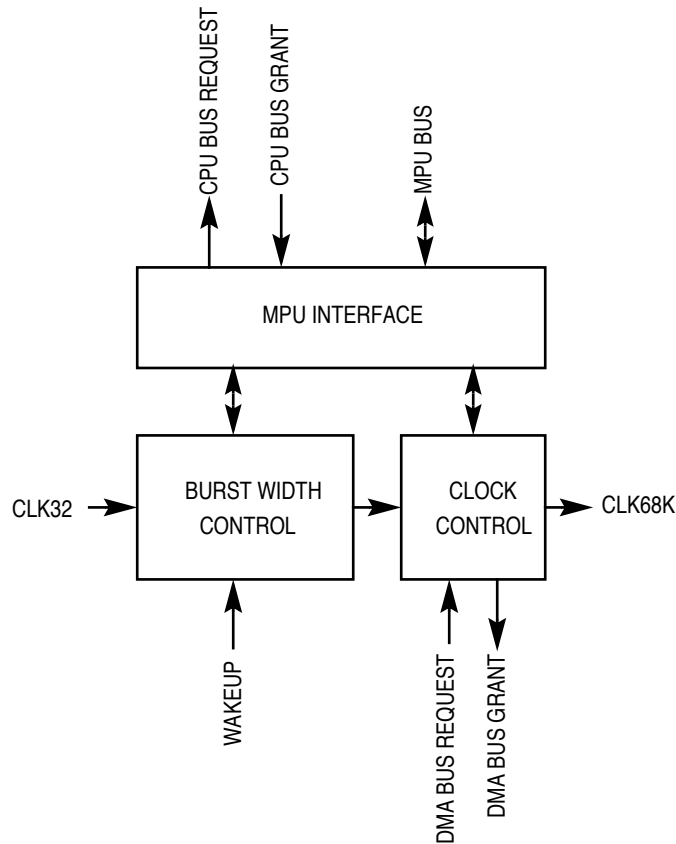 CPU BUS REQUEST
CPU BUS GRANT
MPU BUS
MPU INTERFACE
CLK32
BURST WIDTH
CONTROL
CLOCK
CONTROL
CLK68K
WAKEUP
DMA BUS REQUEST
DMA BUS GRANT